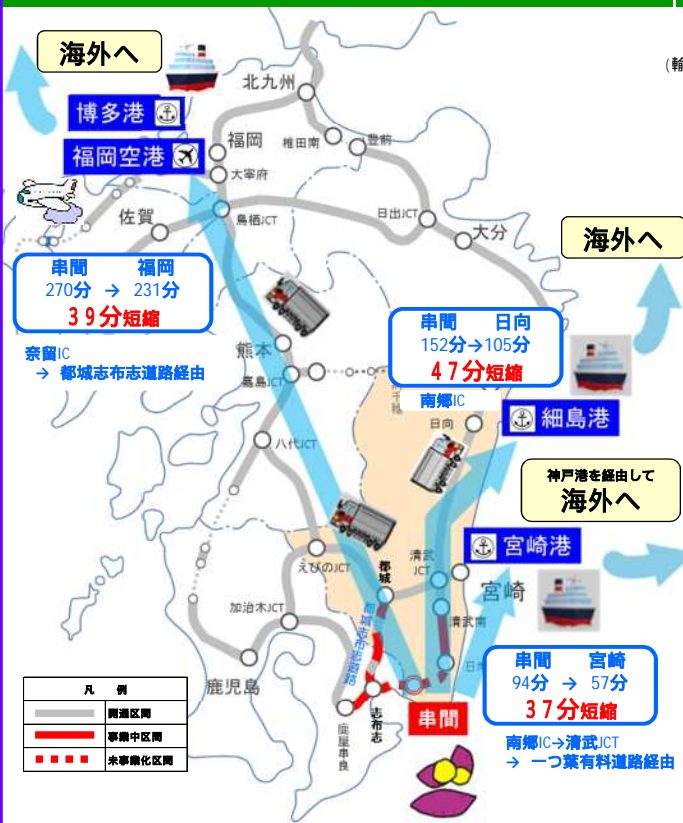 (輸
海外へ
北九州
博多港
福岡空港
福岡
椎田南
豊前
大宰府
佐賀
鳥栖JCT
日出JCT
大分
海外へ
串間 福岡
270分 → 231分
39分短縮
奈留IC
→ 都城志布志道路経由
串間 日向
152分→105分
47分短縮
南郷IC
熊本
嘉島JCT
日向
細島港
八代JCT
神戸港を経由して
海外へ
宮崎港
えびのJCT
都城
清武
JCT
宮崎
加治木JCT
都城志布志道路
清武南
鹿児島
志布志
鹿屋串良
串間
串間 宮崎
94分 → 57分
37分短縮
南郷IC→清武JCT
→ 一つ葉有料道路経由
凡 例
開通区間
事業中区間
未事業化区間